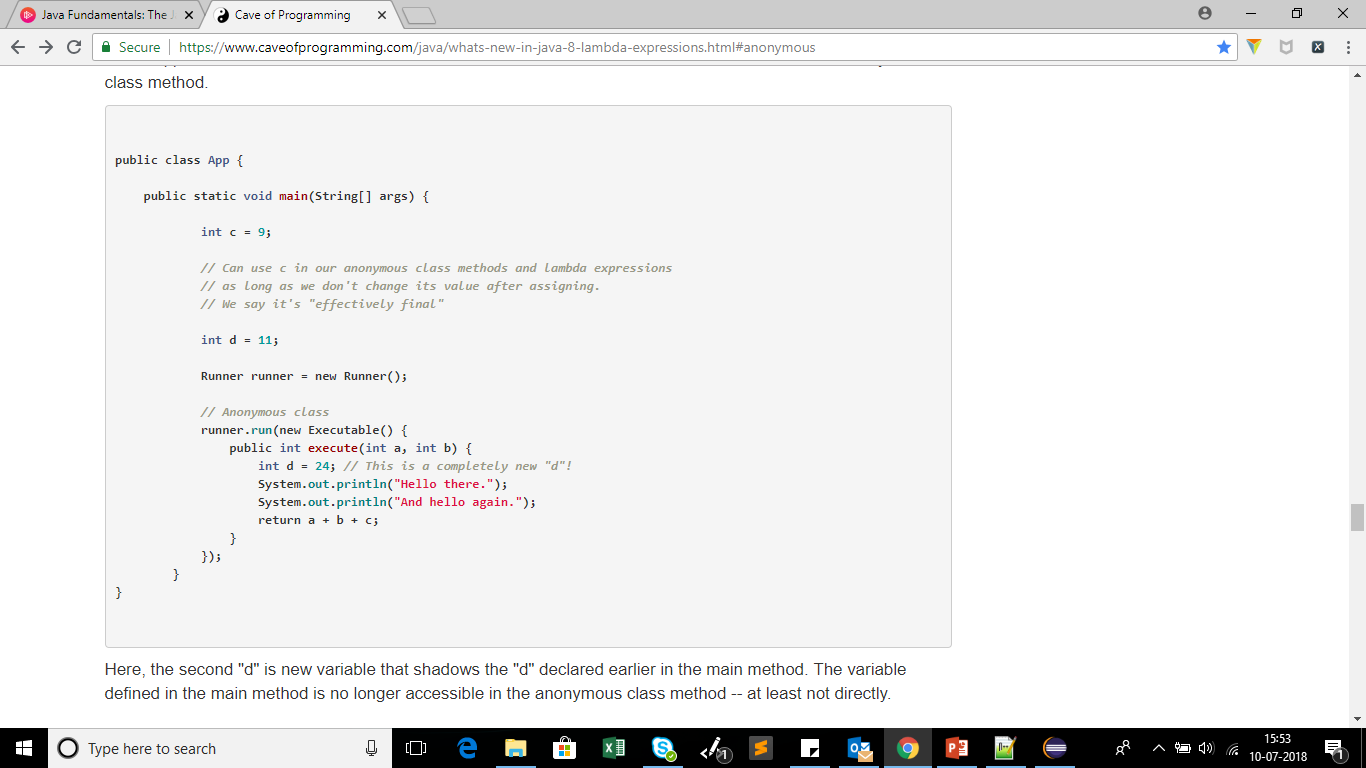 Java Fundamentals: The J
Cave of Programming
Secure | https://www.caveofprogramming.com/java/whats-new-in-java-8-lambda-expressions.html#anonymous
class method.
public class App {
public static void main(String[] args) {
int c = 9;
// Can use c in our anonymous class methods and lambda expressions
// as long as we don't change its value after assigning.
// We say it's "effectively final"
int d = 11;
Runner runner = new Runner();
// Anonymous class
runner.run(new Executable() {
public int execute(int a, int b) {
int d = 24; // This is a completely new "d"!
System.out.println("Hello there.");
System.out.println("And hello again.");
return a + b + c;
}
});
}
}
Here, the second "d" is new variable that shadows the "d" declared earlier in the main method. The variable
defined in the main method is no longer accessible in the anonymous class method -- at least not directly.
Type here to search
15:53
10-07-2018